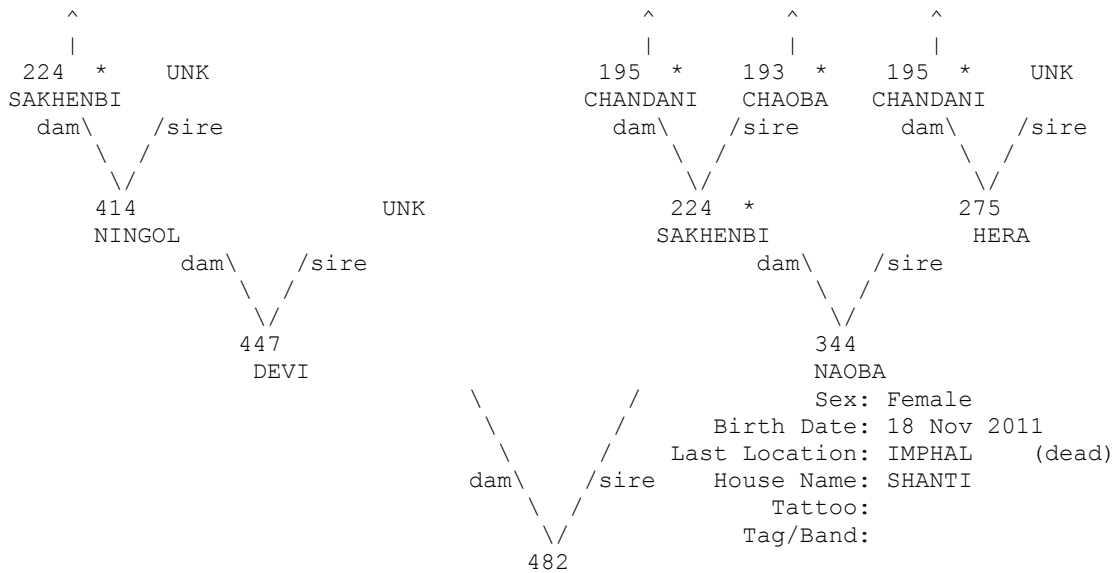 ^ ^ ^ ^
| | | |
224 * UNK 195 * 193 * 195 * UNK
SAKHENBI CHANDANI CHAOBA CHANDANI
dam\ /sire dam\ /sire dam\ /sire
\ / \ / \ /
\/ \/ \/
414 UNK 224 * 275
NINGOL SAKHENBI HERA
dam\ /sire dam\ /sire
\ / \ /
\/ \/
447 344
DEVI NAOBA
\ / Sex: Female
\ / Birth Date: 18 Nov 2011
\ / Last Location: IMPHAL (dead)
dam\ /sire House Name: SHANTI
\ / Tattoo:
\/ Tag/Band:
482